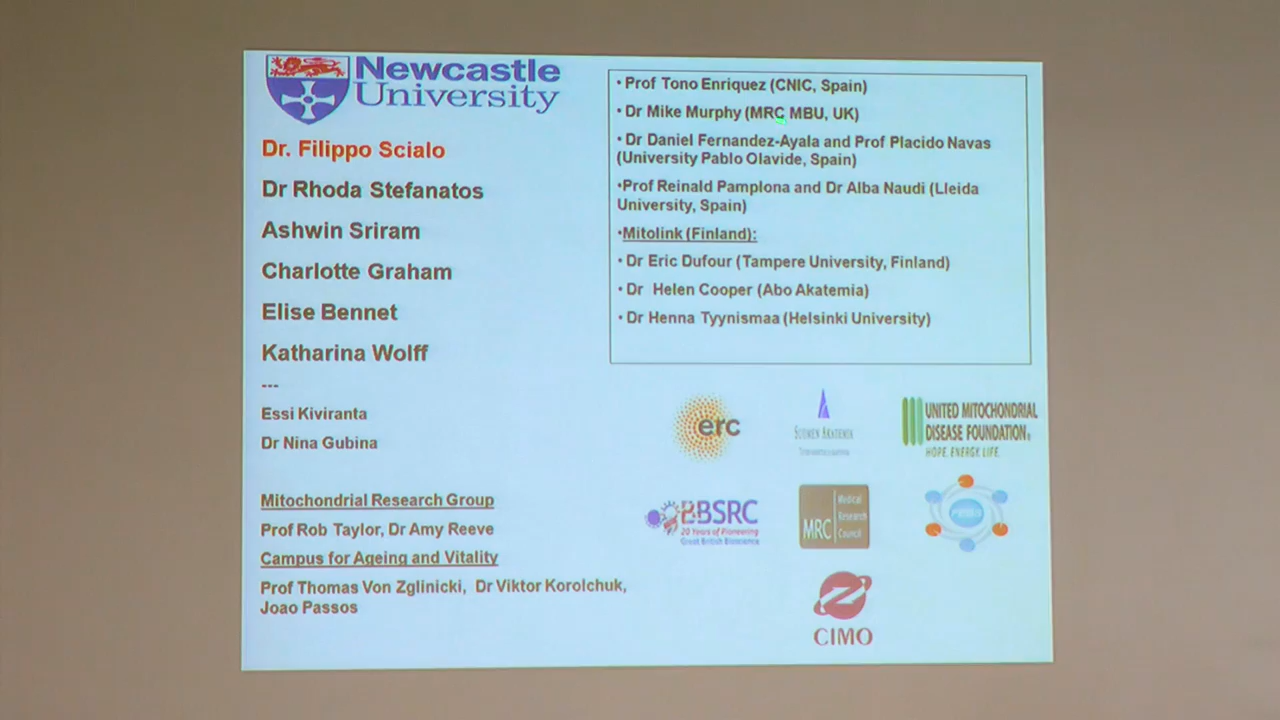 Newcastle
University
Dr. Filippo Scialo
Dr Rhoda Stefanatos
Ashwin Sriram
Charlotte Graham
Elise Bennet
Katharina Wolff
---
Essi Kiviranta
Dr Nina Gubina
Mitochondrial Research Group
Prof Rob Taylor, Dr Amy Reeve
Campus for Ageing and Vitality
Prof Thomas Von Zglinicki, Dr Viktor Korolchuk,
Joao Passos
• Prof Tono Enriquez (CNIC, Spain)
• Dr Mike Murphy (MRC MBU, UK)
• Dr Daniel Fernandez-Ayala and Prof Placido Navas
(University Pablo Olavide, Spain)
•Prof Reinald Pamplona and Dr Alba Naudi (Lleida
University, Spain)
•Mitolink (Finland):
• Dr Eric Dufour (Tampere University, Finland)
• Dr Helen Cooper (Abo Akatemia)
• Dr Henna Tyynismaa (Helsinki University)
erc
Suomen Akatemia
UNITED MITOCHONDRIAL
DISEASE FOUNDATION®
HOPE. ENERGY. LIFE.
BBSRC
20 Years of Pioneering
Great British Bioscience
MRC
Medical
Research
Council
CIMO